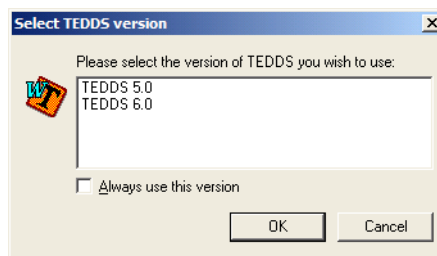 Select TEDDS version
Please select the version of TEDDS you wish to use:
TEDDS 5.0
TEDDS 6.0
Always use this version
OK Cancel